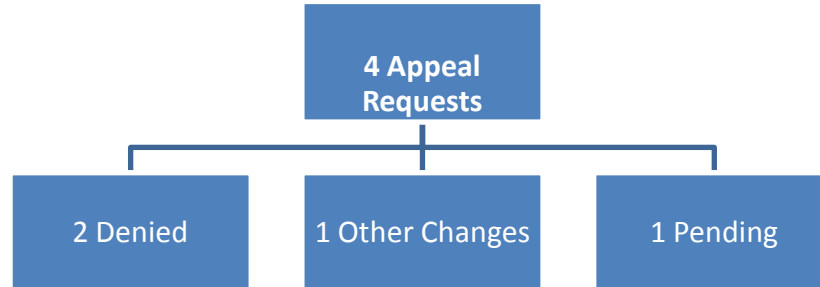 4 Appeal
Requests
2 Denied
1 Other Changes
1 Pending